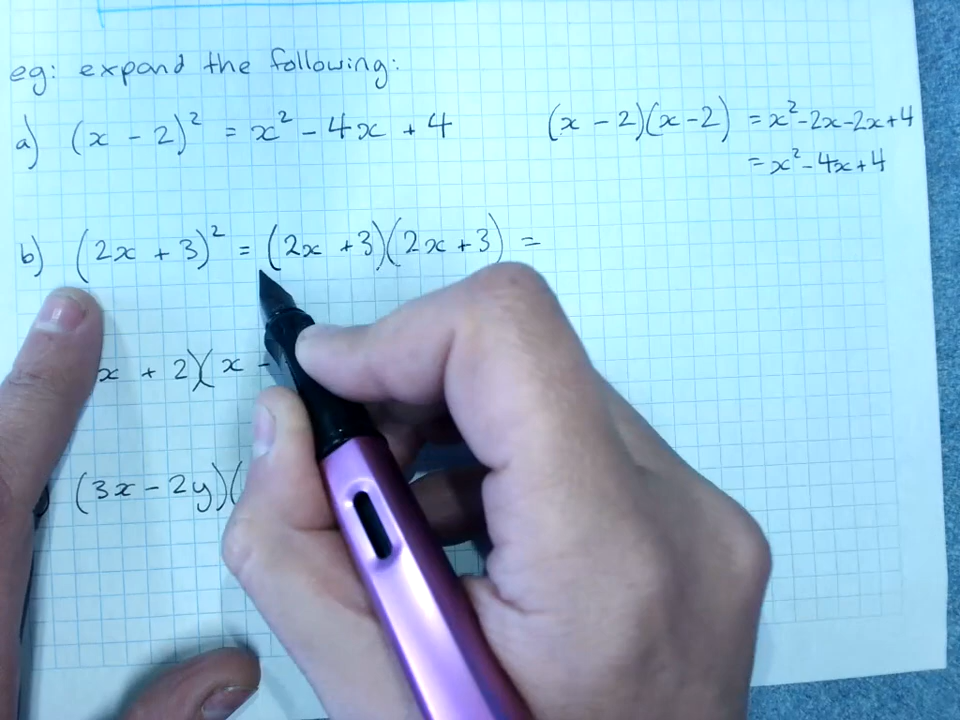 eg: expand the following:
a) (x - 2)² = x² - 4x + 4
(x - 2)(x - 2) = x² - 2x - 2x + 4
= x² - 4x + 4
b) (2x + 3)² = (2x + 3)(2x + 3) =
x + 2)(x -
(3x - 2y)(